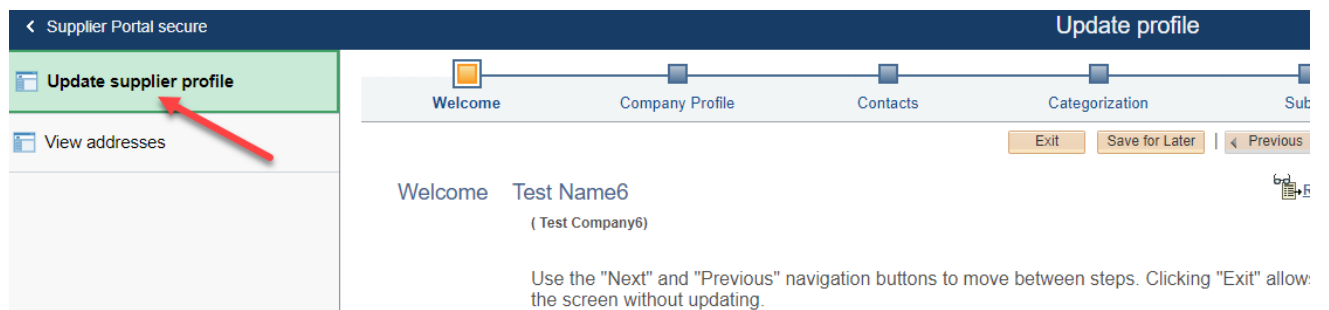 Supplier Portal secure
Update profile
Update supplier profile
View addresses
Welcome
Company Profile
Contacts
Categorization
Sub
Exit
Save for Later
Previous
Welcome Test Name6
R
( Test Company6)
Use the "Next" and "Previous" navigation buttons to move between steps. Clicking "Exit" allow
the screen without updating.